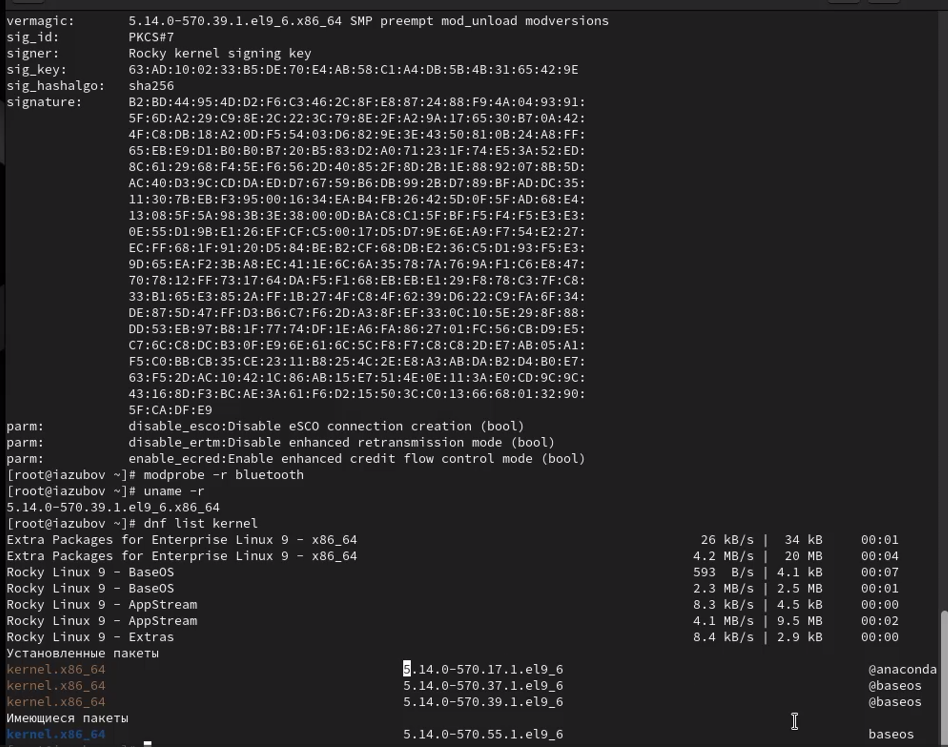 vermagic: 5.14.0-570.39.1.el9_6.x86_64 SMP preempt mod_unload modversions
sig_id: PKCS#7
signer: Rocky kernel signing key
sig_key: 63:AD:10:02:33:B5:DE:70:E4:AB:58:C1:A4:DB:5B:4B:31:65:42:9E
sig_hashalgo: sha256
signature: B2:BD:44:95:4D:D2:F6:C3:46:2C:8F:E8:87:24:88:F9:4A:04:93:91:
5F:6D:A2:29:C9:8E:2C:22:3C:79:8E:2F:A2:9A:17:65:30:B7:0A:42:
4F:C8:DB:18:A2:0D:F5:54:03:D6:82:9E:3E:43:50:81:0B:24:A8:FF:
65:EB:E9:D1:B0:B0:B7:20:B5:83:D2:A0:71:23:1F:74:E5:3A:52:ED:
8C:61:29:68:F4:5E:F6:56:2D:40:85:2F:8D:2B:1E:88:92:07:8B:5D:
AC:40:D3:9C:CD:DA:ED:D7:67:59:B6:DB:99:2B:D7:89:BF:AD:DC:35:
11:30:7B:EB:F3:95:00:16:34:EA:B4:FB:26:42:5D:0F:5F:AD:68:E4:
13:08:5F:5A:98:3B:3E:38:00:0D:BA:C8:C1:5F:BF:F5:F4:F5:E3:E3:
0E:55:D1:9B:E1:26:EF:CF:C5:00:17:D5:D7:9E:6E:A9:F7:54:E2:27:
EC:FF:68:1F:91:20:D5:84:BE:B2:CF:68:DB:E2:36:C5:D1:93:F5:E3:
9D:65:EA:F2:3B:A8:EC:41:1E:6C:6A:35:78:7A:76:9A:F1:C6:E8:47:
70:78:12:FF:73:17:64:DA:F5:F1:68:EB:EB:E1:29:F8:78:C3:7F:C8:
33:B1:65:E3:85:2A:FF:1B:27:4F:C8:4F:62:39:D6:22:C9:FA:6F:34:
DE:87:5D:47:FF:D3:B6:C7:F6:2D:A3:8F:EF:33:0C:10:5E:29:8F:88:
DD:53:EB:97:B8:1F:77:74:DF:1E:A6:FA:86:27:01:FC:56:CB:D9:E5:
C7:6C:C8:DC:B3:0F:E9:6E:61:6C:5C:F8:F7:C8:C8:2D:E7:AB:05:A1:
F5:C0:BB:CB:35:CE:23:11:B8:25:4C:2E:E8:A3:AB:DA:B2:D4:B0:E7:
63:F5:2D:AC:10:42:1C:86:AB:15:E7:51:4E:0E:11:3A:E0:CD:9C:9C:
43:16:8D:F3:BC:AE:3A:61:F6:D2:15:50:3C:C0:13:66:68:01:32:90:
5F:CA:DF:E9
parm: disable_esco:Disable eSCO connection creation (bool)
parm: disable_ertm:Disable enhanced retransmission mode (bool)
parm: enable_ecred:Enable enhanced credit flow control mode (bool)
[root@iazubov ~]# modprobe -r bluetooth
[root@iazubov ~]# uname -r
5.14.0-570.39.1.el9_6.x86_64
[root@iazubov ~]# dnf list kernel
Extra Packages for Enterprise Linux 9 - x86_64 26 kB/s | 34 kB 00:01
Extra Packages for Enterprise Linux 9 - x86_64 4.2 MB/s | 20 MB 00:04
Rocky Linux 9 - BaseOS 593 B/s | 4.1 kB 00:07
Rocky Linux 9 - BaseOS 2.3 MB/s | 2.5 MB 00:01
Rocky Linux 9 - AppStream 8.3 kB/s | 4.5 kB 00:00
Rocky Linux 9 - AppStream 4.1 MB/s | 9.5 MB 00:02
Rocky Linux 9 - Extras 8.4 kB/s | 2.9 kB 00:00
Установленные пакеты
kernel.x86_64 5.14.0-570.17.1.el9_6 @anaconda
kernel.x86_64 5.14.0-570.37.1.el9_6 @baseos
kernel.x86_64 5.14.0-570.39.1.el9_6 @baseos
Имеющиеся пакеты
kernel.x86_64 5.14.0-570.55.1.el9_6 baseos